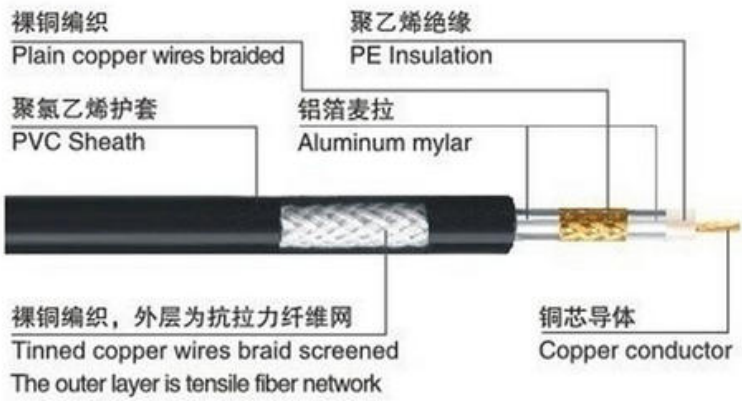 裸铜编织
Plain copper wires braided
聚乙烯绝缘
PE Insulation
聚氯乙烯护套
PVC Sheath
铝箔麦拉
Aluminum mylar
裸铜编织，外层为抗拉力纤维网
Tinned copper wires braid screened
The outer layer is tensile fiber network
铜芯导体
Copper conductor